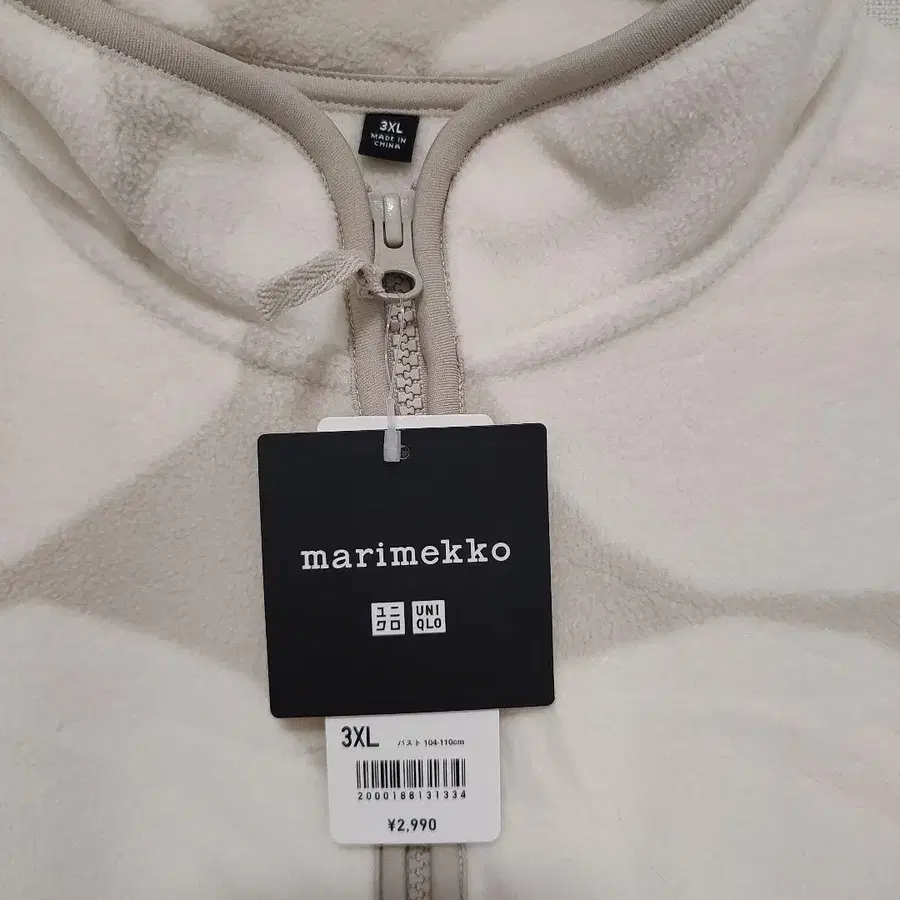 3XL
MADE IN
CHINA
marimekko
ユニ UNI
クロ QLO
3XL バスト 104-110cm
2000188131334
¥2,990